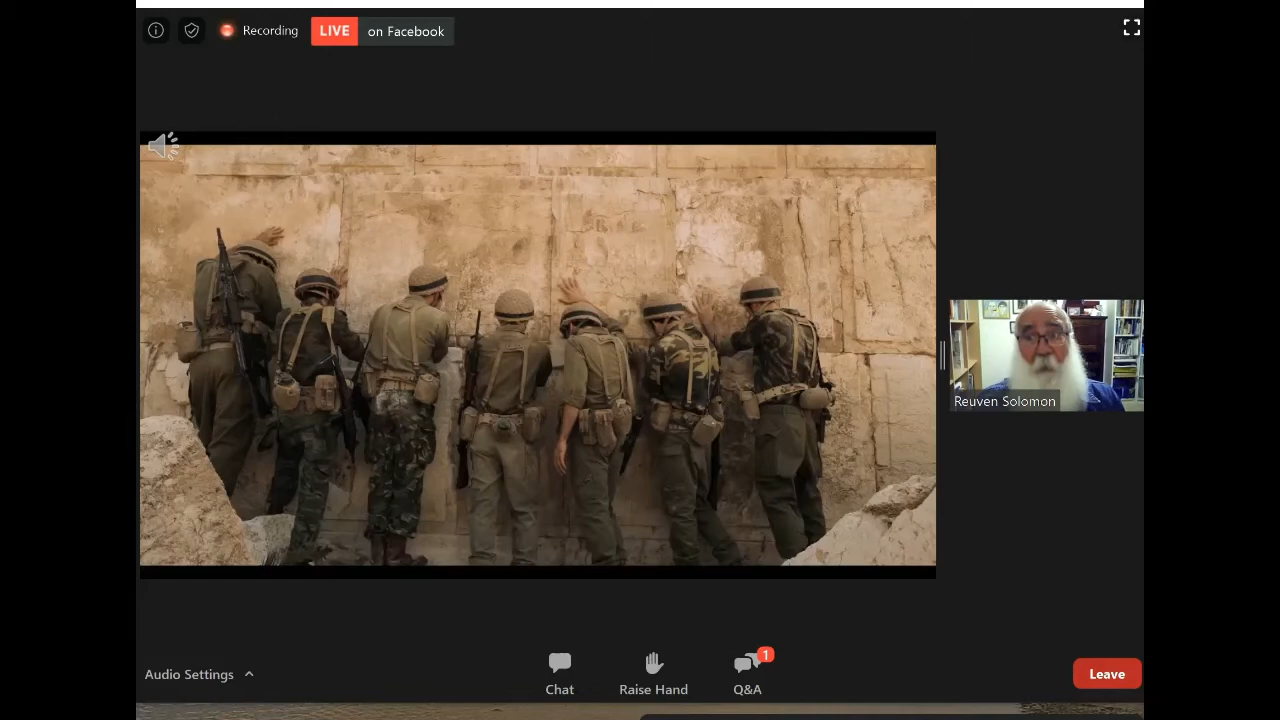 Recording
LIVE on Facebook
Reuven Solomon
Audio Settings
Chat
Raise Hand
1
Q&A
Leave